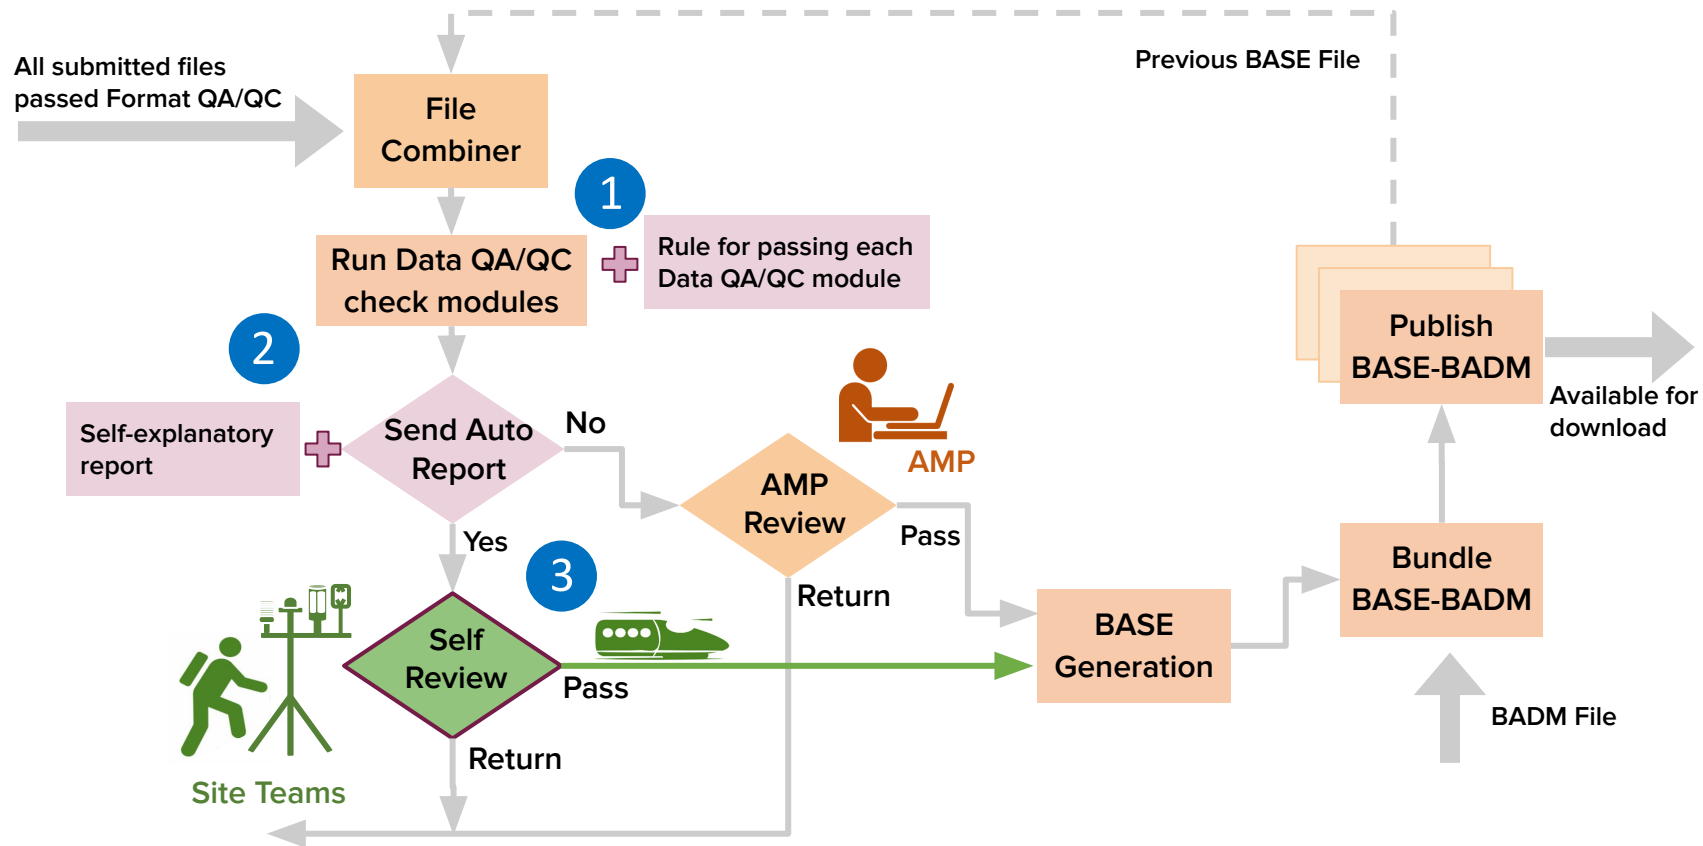 All submitted files
passed Format QA/QC
Previous BASE File
File
Combiner
1
Run Data QA/QC
check modules
Rule for passing each
Data QA/QC module
2
Self-explanatory
report
Send Auto
Report
No
Yes
AMP
AMP
Review
Pass
Return
3
Self
Review
Pass
Return
Site Teams
BASE
Generation
Bundle
BASE-BADM
BADM File
Publish
BASE-BADM
Available for
download